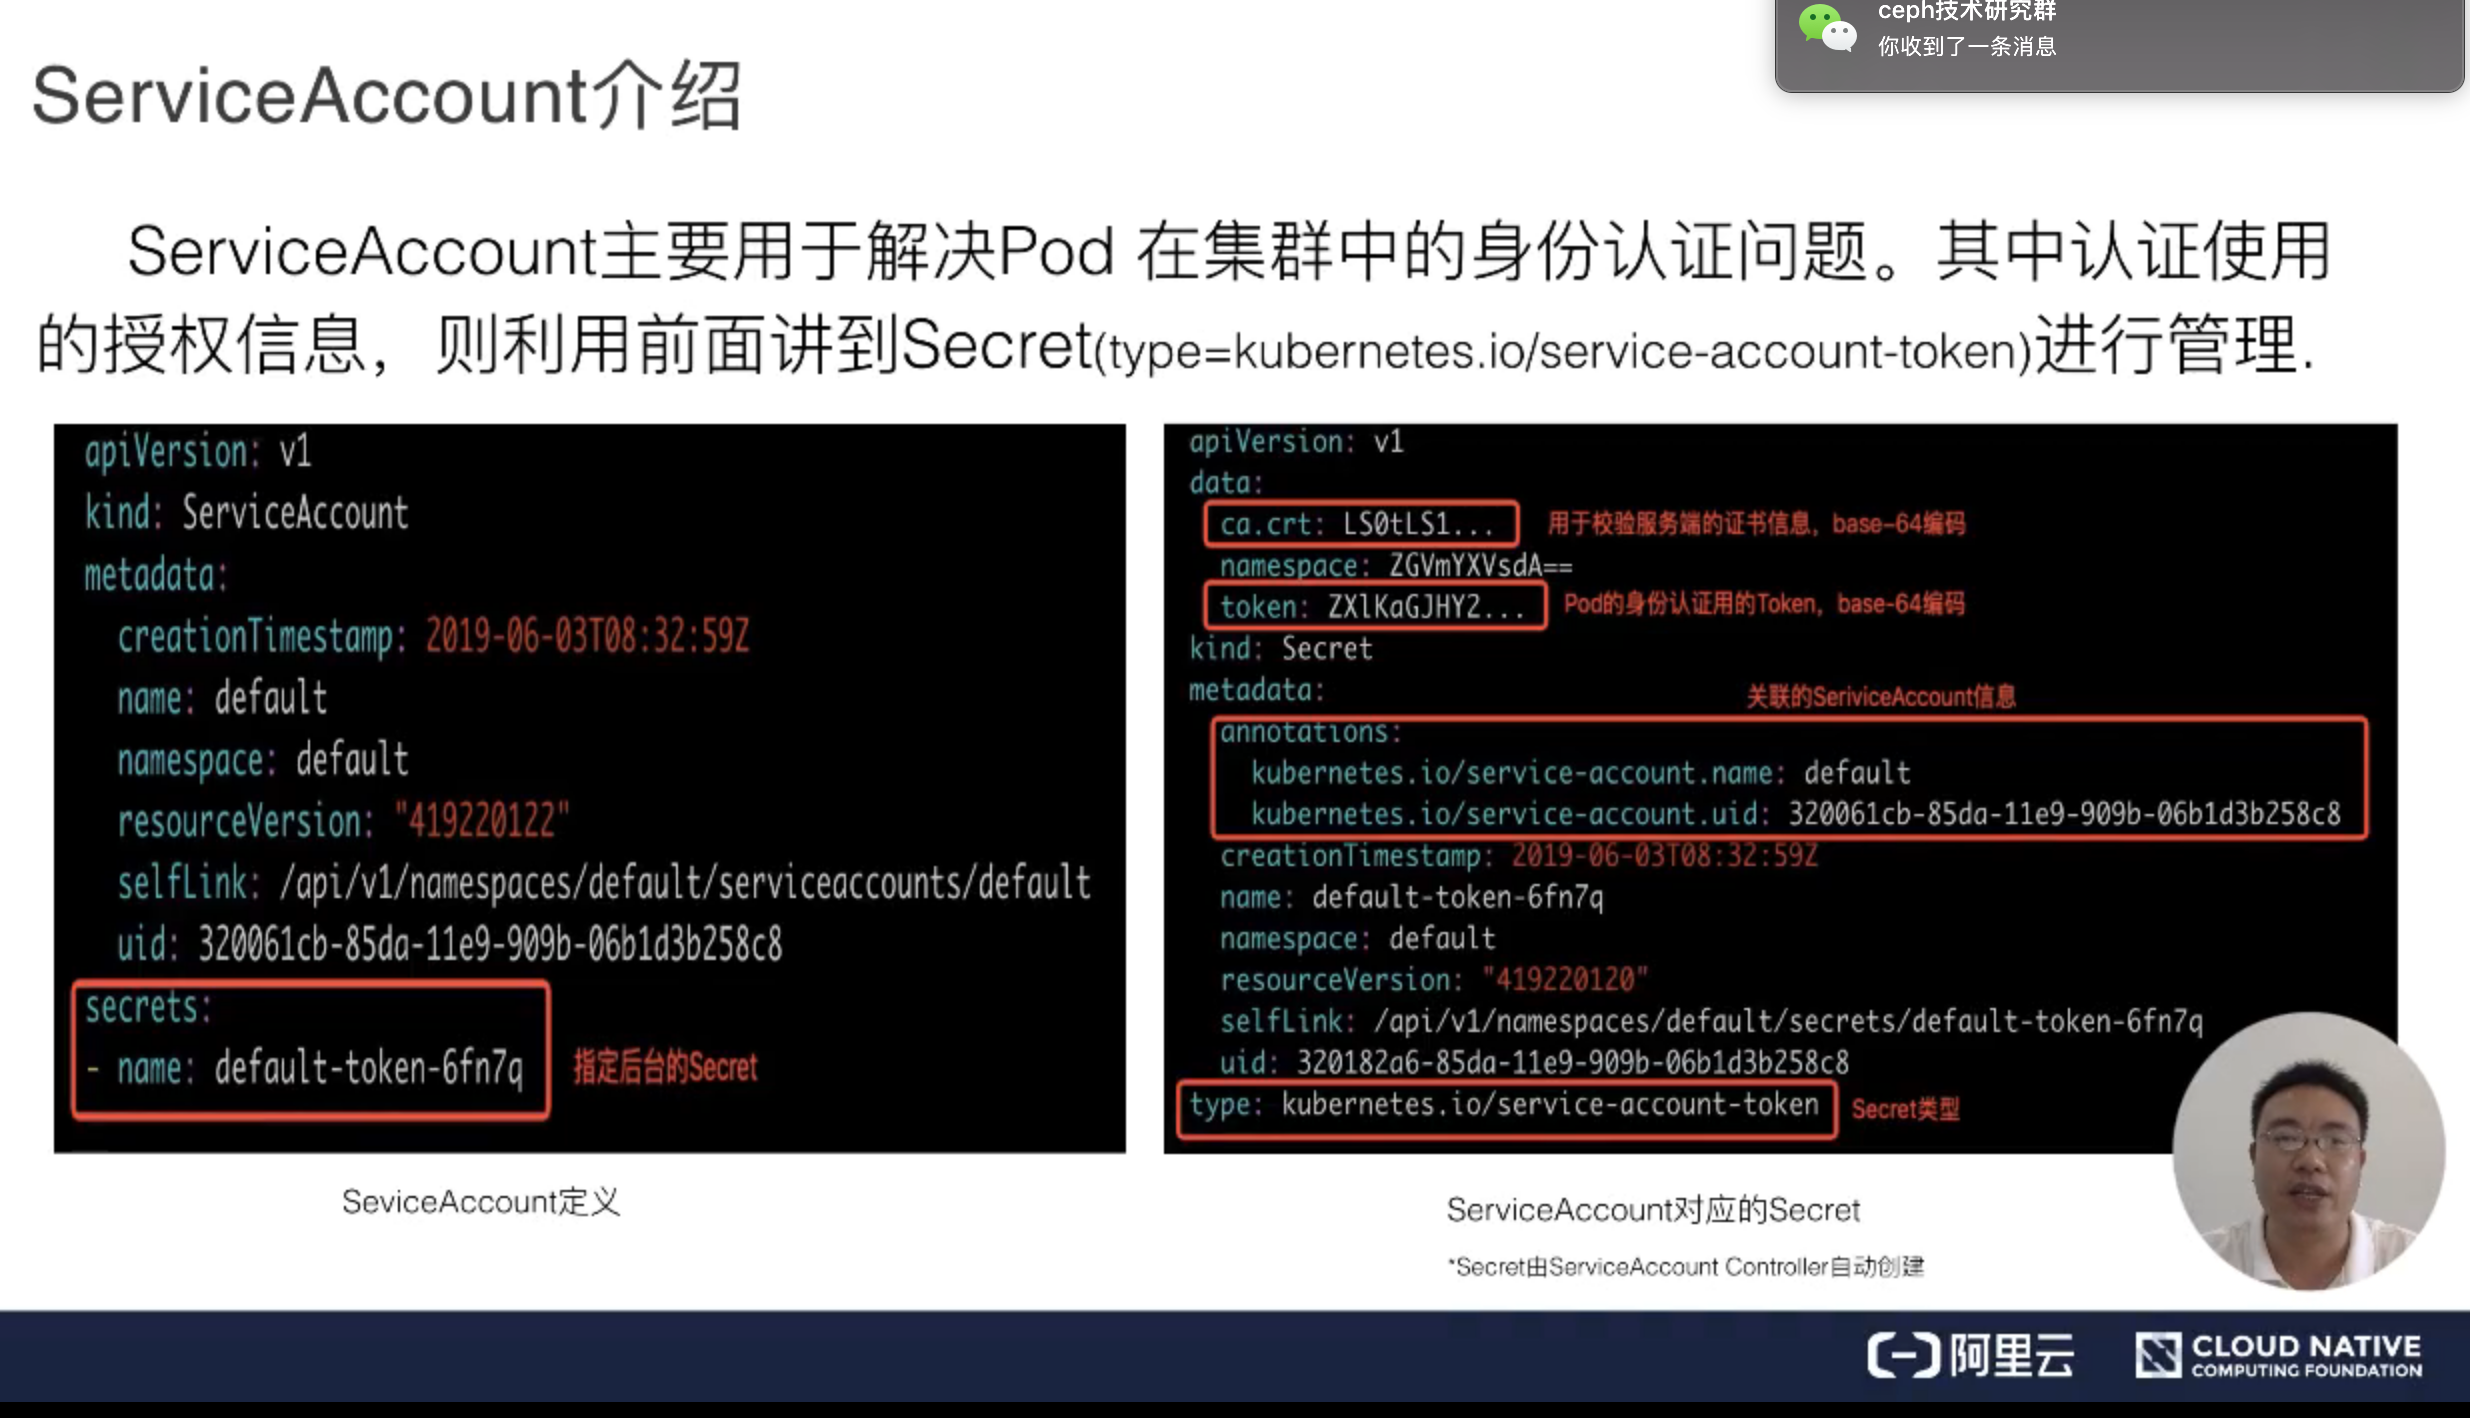 ceph技术研究群
你收到了一条消息
ServiceAccount介绍
ServiceAccount主要用于解决Pod 在集群中的身份认证问题。其中认证使用
的授权信息，则利用前面讲到Secret(type=kubernetes.io/service-account-token)进行管理.
apiVersion: v1
kind: ServiceAccount
metadata:
  creationTimestamp: 2019-06-03T08:32:59Z
  name: default
  namespace: default
  resourceVersion: "419220122"
  selfLink: /api/v1/namespaces/default/serviceaccounts/default
  uid: 320061cb-85da-11e9-909b-06b1d3b258c8
secrets:
- name: default-token-6fn7q 指定后台的Secret
SeviceAccount定义
apiVersion: v1
data:
  ca.crt: LS0tLS1... 用于校验服务端的证书信息，base-64编码
  namespace: ZGVmYXVsdA==
  token: ZXlKaGJHY2... Pod的身份认证用的Token，base-64编码
kind: Secret
metadata:
关联的SeriviceAccount信息
  annotations:
    kubernetes.io/service-account.name: default
    kubernetes.io/service-account.uid: 320061cb-85da-11e9-909b-06b1d3b258c8
  creationTimestamp: 2019-06-03T08:32:59Z
  name: default-token-6fn7q
  namespace: default
  resourceVersion: "419220120"
  selfLink: /api/v1/namespaces/default/secrets/default-token-6fn7q
  uid: 320182a6-85da-11e9-909b-06b1d3b258c8
type: kubernetes.io/service-account-token Secret类型
ServiceAccount对应的Secret
*Secret由ServiceAccount Controller自动创建
阿里云
CLOUD NATIVE
COMPUTING FOUNDATION